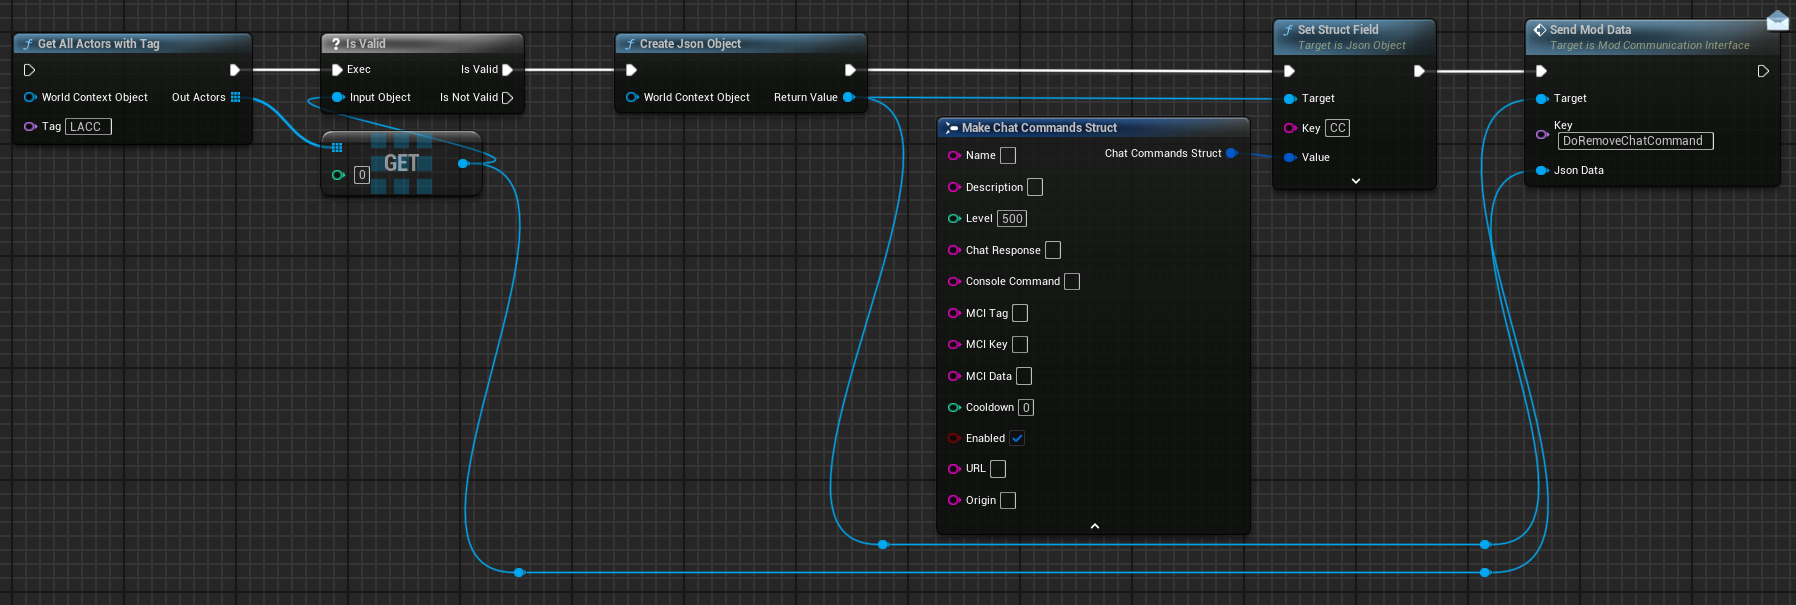 Get All Actors with Tag
World Context Object
Out Actors
Tag LACC
Is Valid
Exec
Is Valid
Input Object
Is Not Valid
GET
0
Create Json Object
World Context Object
Return Value
Make Chat Commands Struct
Name
Chat Commands Struct
Description
Level 500
Chat Response
Console Command
MCI Tag
MCI Key
MCI Data
Cooldown 0
Enabled
URL
Origin
Set Struct Field
Target is Json Object
Target
Key CC
Value
Send Mod Data
Target is Mod Communication Interface
Target
Key
DoRemoveChatCommand
Json Data